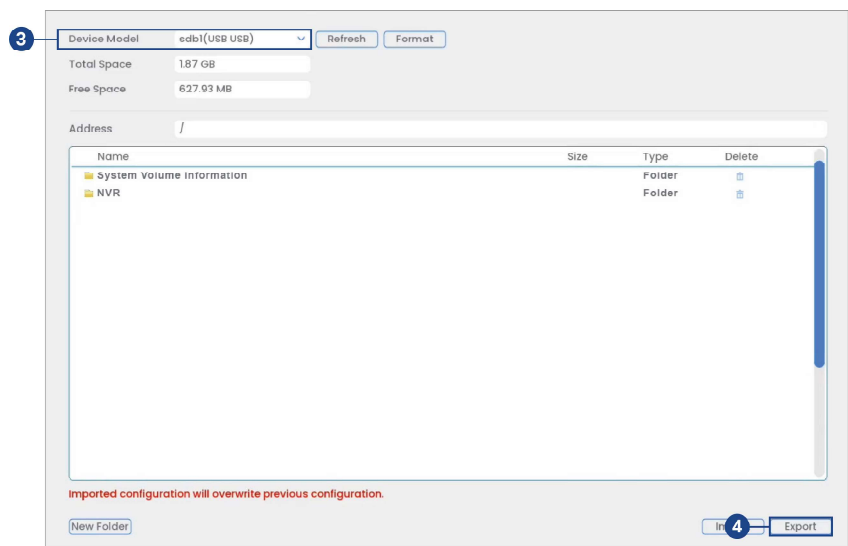 3 Device Model sdb1(USB USB) Refresh Format
Total Space 1.87 GB
Free Space 627.93 MB
Address /
Name Size Type Delete
System Volume Information Folder
NVR Folder
Imported configuration will overwrite previous configuration.
New Folder 4 Export